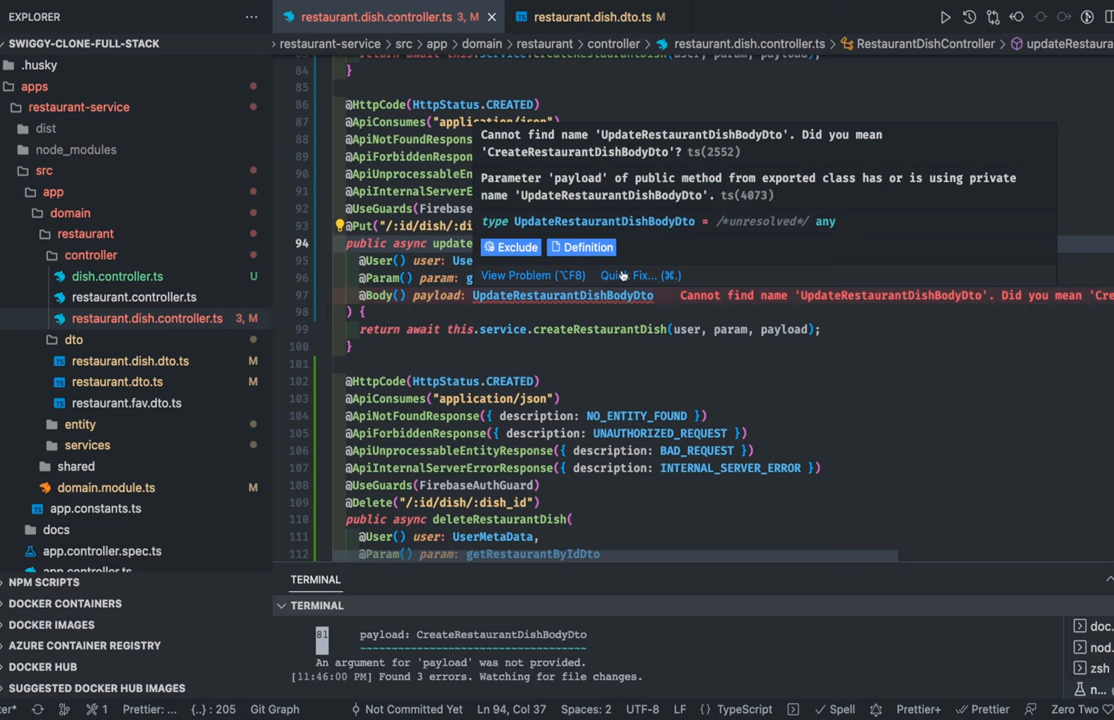 EXPLORER
SWIGGY-CLONE-FULL-STACK
.husky
apps
restaurant-service
dist
node_modules
src
app
domain
restaurant
controller
dish.controller.ts U
restaurant.controller.ts
restaurant.dish.controller.ts 3, M
dto
restaurant.dish.dto.ts M
restaurant.dto.ts M
restaurant.fav.dto.ts
entity
services
shared
domain.module.ts M
app.constants.ts
docs
app.controller.spec.ts
NPM SCRIPTS
DOCKER CONTAINERS
DOCKER IMAGES
AZURE CONTAINER REGISTRY
DOCKER HUB
SUGGESTED DOCKER HUB IMAGES
restaurant.dish.controller.ts 3, M
restaurant.dish.dto.ts M
restaurant-service > src > app > domain > restaurant > controller > restaurant.dish.controller.ts > RestaurantDishController > updateRestaura
84 }
85
86 @HttpCode(HttpStatus.CREATED)
87 @ApiConsumes("application/json")
88 @ApiNotFoundRespons
89 @ApiForbiddenRespon
90 @ApiUnprocessableEn
91 @ApiInternalServerE
92 @UseGuards(Firebase
93 @Put("/:id/dish/:di
94 public async update
95 @User() user: Use
96 @Param() param: g
97 @Body() payload: UpdateRestaurantDishBodyDto Cannot find name 'UpdateRestaurantDishBodyDto'. Did you mean 'Cre
98 ) {
99 return await this.service.createRestaurantDish(user, param, payload);
100 }
101
102 @HttpCode(HttpStatus.CREATED)
103 @ApiConsumes("application/json")
104 @ApiNotFoundResponse({ description: NO_ENTITY_FOUND })
105 @ApiForbiddenResponse({ description: UNAUTHORIZED_REQUEST })
106 @ApiUnprocessableEntityResponse({ description: BAD_REQUEST })
107 @ApiInternalServerErrorResponse({ description: INTERNAL_SERVER_ERROR })
108 @UseGuards(FirebaseAuthGuard)
109 @Delete("/:id/dish/:dish_id")
110 public async deleteRestaurantDish(
111 @User() user: UserMetaData,
112 @Param() param: getRestaurantByIdDto
Cannot find name 'UpdateRestaurantDishBodyDto'. Did you mean
'CreateRestaurantDishBodyDto'? ts(2552)
Parameter 'payload' of public method from exported class has or is using private
name 'UpdateRestaurantDishBodyDto'. ts(4073)
type UpdateRestaurantDishBodyDto = /*unresolved*/ any
Exclude Definition
View Problem (⌥F8) Quick Fix... (⌘.)
TERMINAL
TERMINAL
81 payload: CreateRestaurantDishBodyDto
~~~~~~~~~~~~~~~~~~~~~~~~~~~~~~~~~~~~
An argument for 'payload' was not provided.
[11:46:00 PM] Found 3 errors. Watching for file changes.
doc.
nod.
zsh
n...
ter* 1 Prettier: ... {..} : 205 Git Graph Not Committed Yet Ln 94, Col 37 Spaces: 2 UTF-8 LF {} TypeScript Spell Prettier+ Prettier Zero Two